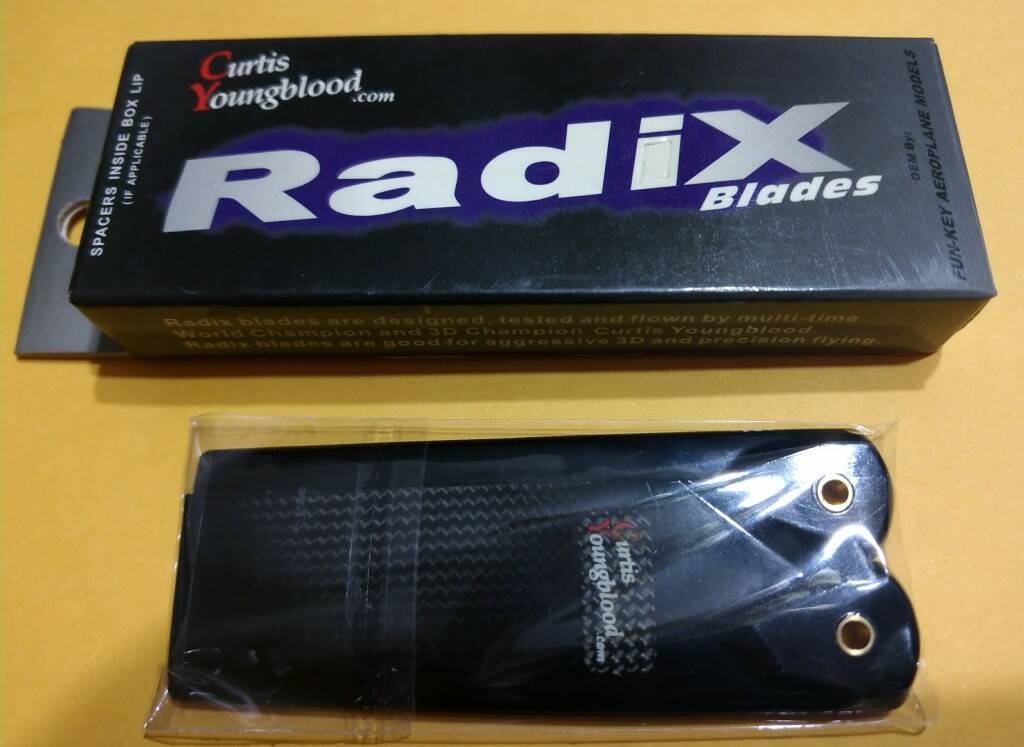 SPACERS INSIDE BOX LIP
(IF APPLICABLE)
Curtis
Youngblood
.com
Radix
Blades
OEM By:
FUN-KEY AEROPLANE MODELS
Radix blades are designed, tested and flown by multi-time
World Champion and 3D Champion Curtis Youngblood.
Radix blades are good for aggressive 3D and precision flying.
Curtis
Youngblood
.com